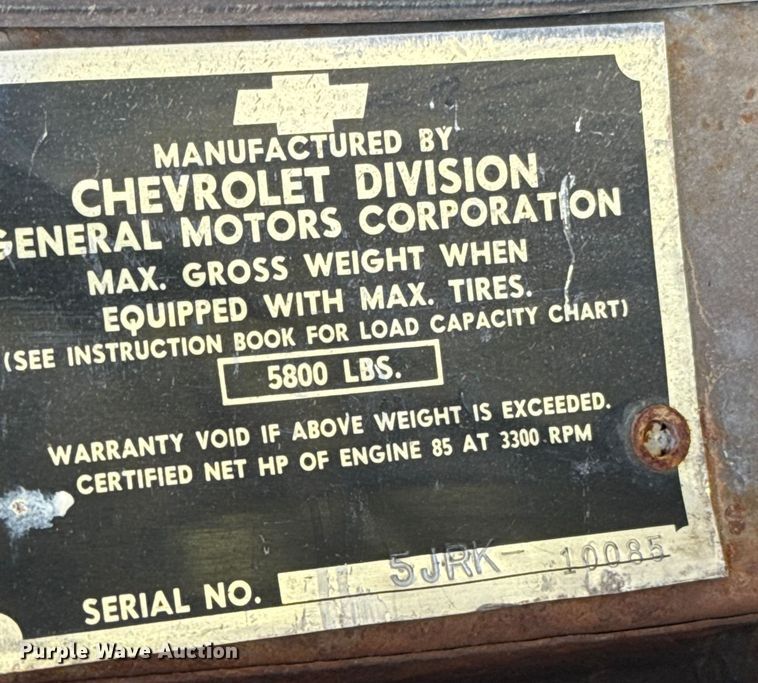 MANUFACTURED BY
CHEVROLET DIVISION
GENERAL MOTORS CORPORATION
MAX. GROSS WEIGHT WHEN
EQUIPPED WITH MAX. TIRES.
(SEE INSTRUCTION BOOK FOR LOAD CAPACITY CHART)
5800 LBS.
WARRANTY VOID IF ABOVE WEIGHT IS EXCEEDED.
CERTIFIED NET HP OF ENGINE 85 AT 3300 RPM
SERIAL NO. 5JRK-10085
Purple Wave Auction